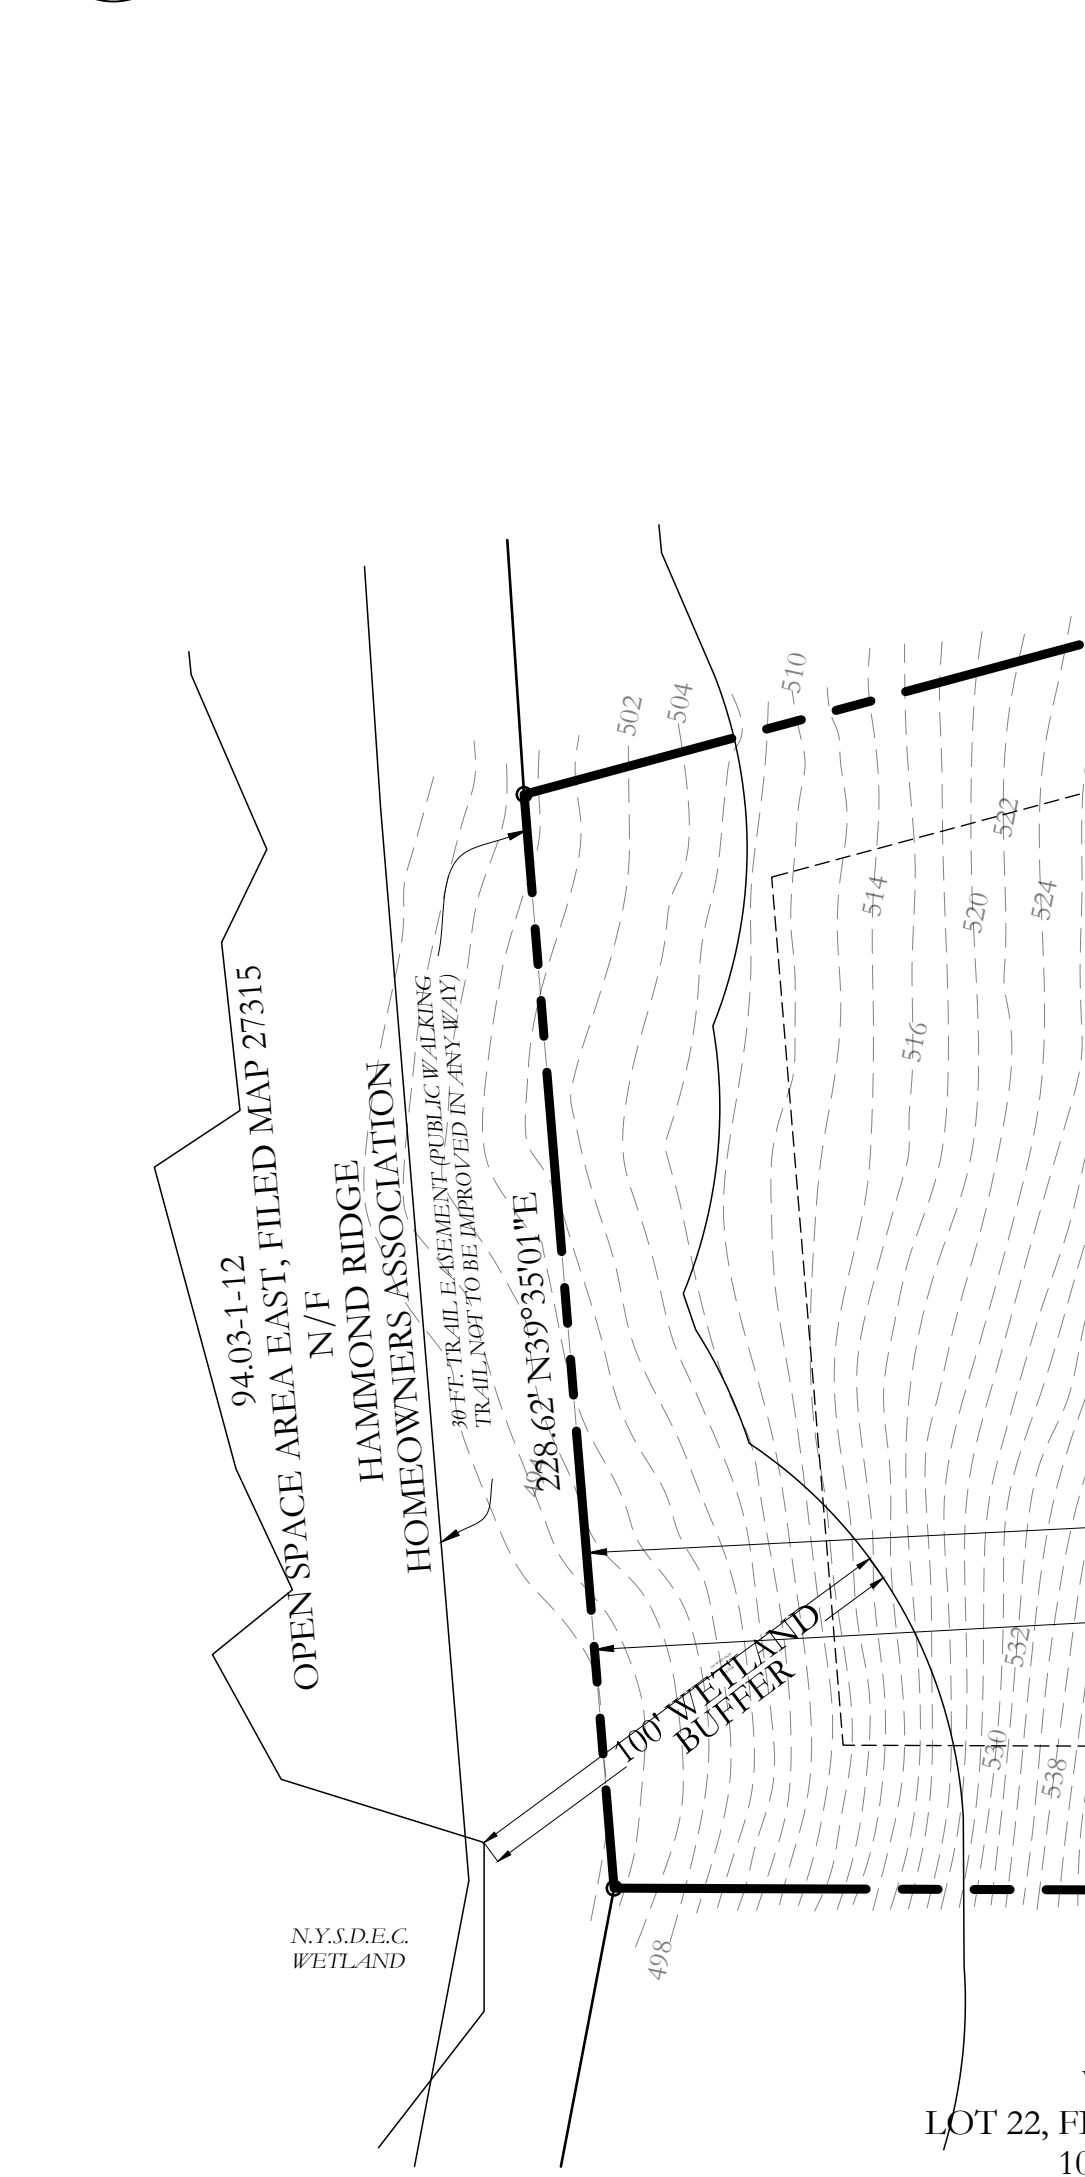 502
504
510
522
514
520
524
516
94.03-1-12
OPEN SPACE AREA EAST, FILED MAP 27315
N/F
HAMMOND RIDGE
HOMEOWNERS ASSOCIATION
30 FT. TRAIL EASEMENT (PUBLIC WALKING
TRAIL NOT TO BE IMPROVED IN ANY WAY)
228.62' N39°35'01"E
100' WETLAND
BUFFER
532
530
538
N.Y.S.D.E.C.
WETLAND
498
LOT 22,